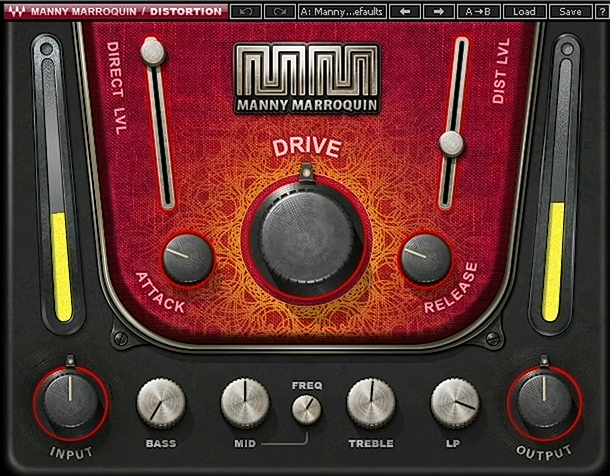 MANNY MARROQUIN / DISTORTION
A: Manny...efaults
A→B
Load
Save
?
DIRECT LVL
MM
MANNY MARROQUIN
DIST LVL
DRIVE
ATTACK
RELEASE
INPUT
BASS
MID
FREQ
TREBLE
LP
OUTPUT